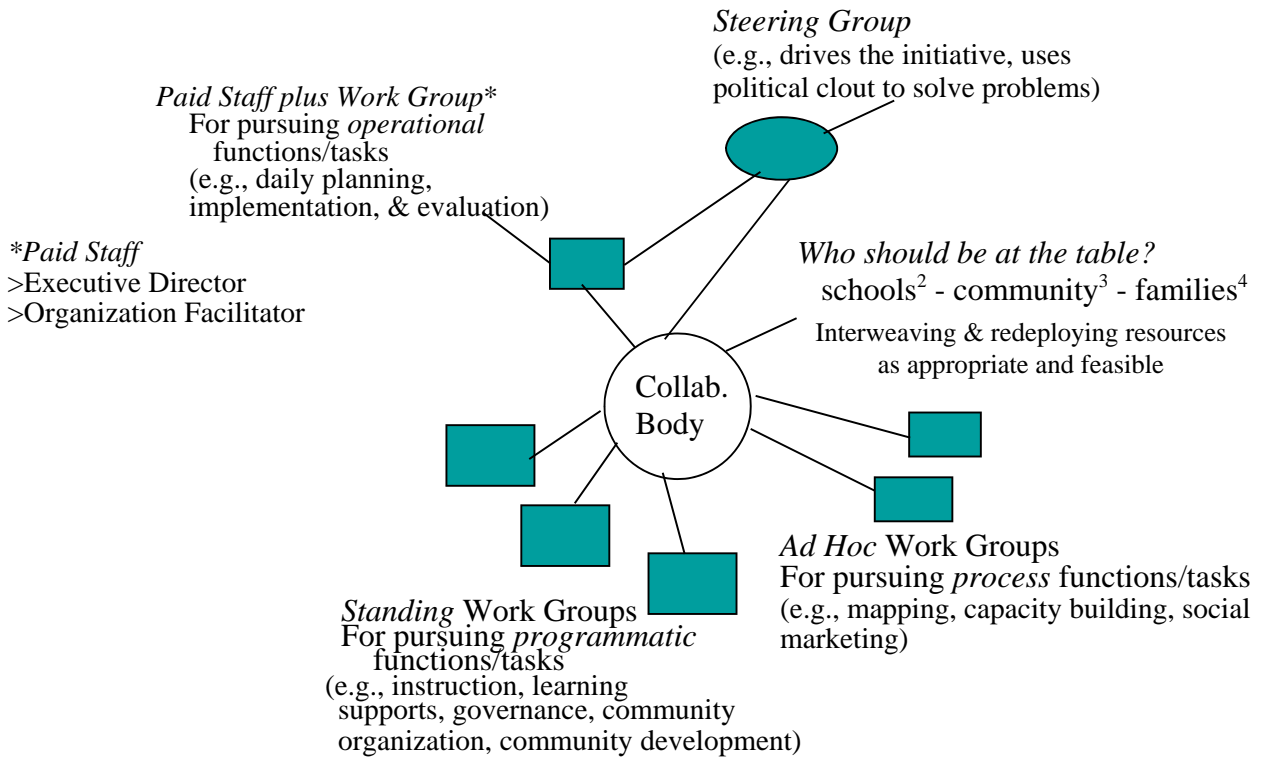 Steering Group
(e.g., drives the initiative, uses
political clout to solve problems)
Paid Staff plus Work Group*
For pursuing operational
functions/tasks
(e.g., daily planning,
implementation, & evaluation)
*Paid Staff
>Executive Director
>Organization Facilitator
Who should be at the table?
schools² - community³ - families⁴
Interweaving & redeploying resources
as appropriate and feasible
Collab.
Body
Ad Hoc Work Groups
For pursuing process functions/tasks
(e.g., mapping, capacity building, social
marketing)
Standing Work Groups
For pursuing programmatic
functions/tasks
(e.g., instruction, learning
supports, governance, community
organization, community development)